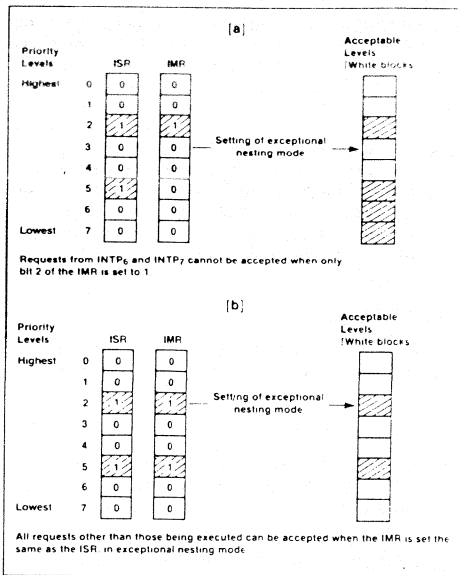 [a]
Priority
Levels
ISR
IMR
Acceptable
Levels
White blocks
Highest
0 0 0
1 0 0
2 1 1
3 0 0
Setting of exceptional
nesting mode
4 0 0
5 1 0
6 0 0
Lowest 7 0 0
Requests from INTP6 and INTP7 cannot be accepted when only
bit 2 of the IMR is set to 1
[b]
Priority
Levels
ISR
IMR
Acceptable
Levels
White blocks
Highest 0 0 0
1 0 0
2 1 1
Setting of exceptional
nesting mode
3 0 0
4 0 0
5 1 1
6 0 0
Lowest 7 0 0
All requests other than those being executed can be accepted when the IMR is set the
same as the ISR. in exceptional nesting mode